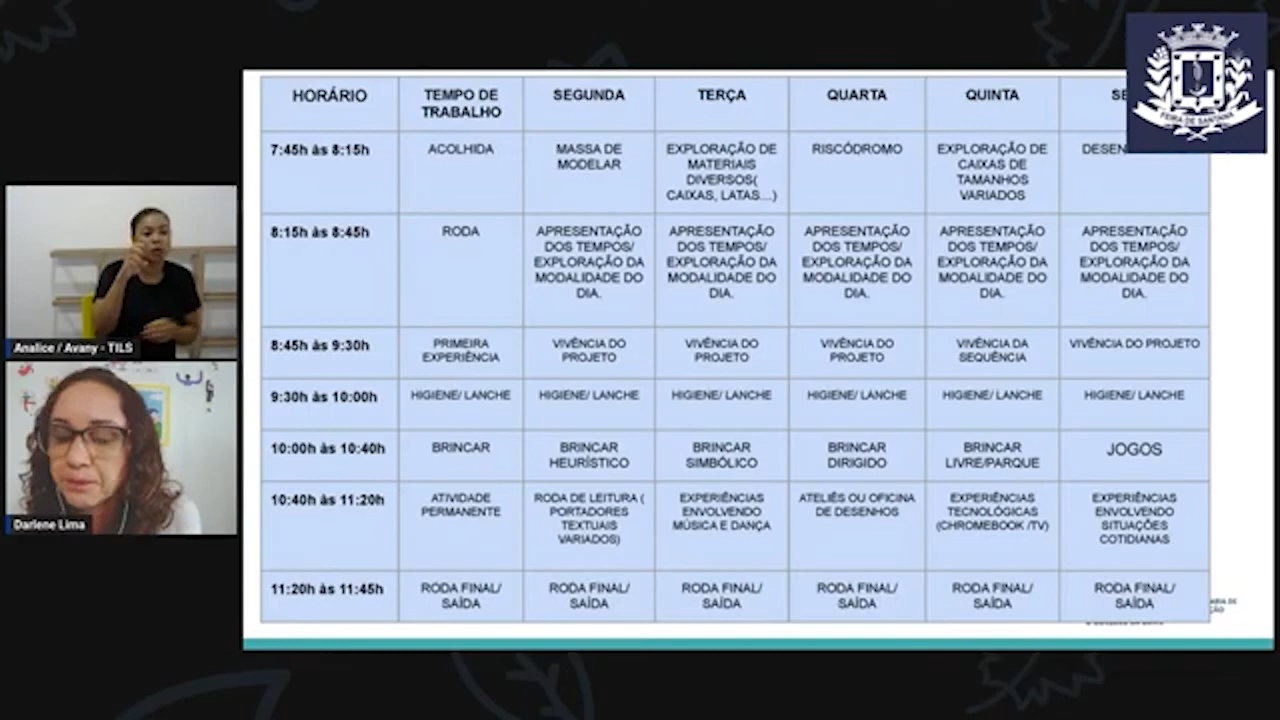 FEIRA DE SANTANA
HORÁRIO
TEMPO DE
TRABALHO
SEGUNDA
TERÇA
QUARTA
QUINTA
7:45h às 8:15h
ACOLHIDA
MASSA DE
MODELAR
EXPLORAÇÃO DE
MATERIAIS
DIVERSOS(
CAIXAS, LATAS...)
RISCÓDROMO
EXPLORAÇÃO DE
CAIXAS DE
TAMANHOS
VARIADOS
8:15h às 8:45h
RODA
APRESENTAÇÃO
DOS TEMPOS/
EXPLORAÇÃO DA
MODALIDADE DO
DIA.
APRESENTAÇÃO
DOS TEMPOS/
EXPLORAÇÃO DA
MODALIDADE DO
DIA.
APRESENTAÇÃO
DOS TEMPOS/
EXPLORAÇÃO DA
MODALIDADE DO
DIA.
APRESENTAÇÃO
DOS TEMPOS/
EXPLORAÇÃO DA
MODALIDADE DO
DIA.
APRESENTAÇÃO
DOS TEMPOS/
EXPLORAÇÃO DA
MODALIDADE DO
DIA.
8:45h às 9:30h
PRIMEIRA
EXPERIÊNCIA
VIVÊNCIA DO
PROJETO
VIVÊNCIA DO
PROJETO
VIVÊNCIA DO
PROJETO
VIVÊNCIA DA
SEQUÊNCIA
VIVÊNCIA DO PROJETO
9:30h às 10:00h
HIGIENE/ LANCHE
HIGIENE/ LANCHE
HIGIENE/ LANCHE
HIGIENE/ LANCHE
HIGIENE/ LANCHE
HIGIENE/ LANCHE
10:00h às 10:40h
BRINCAR
BRINCAR
HEURÍSTICO
BRINCAR
SIMBÓLICO
BRINCAR
DIRIGIDO
BRINCAR
LIVRE/PARQUE
JOGOS
10:40h às 11:20h
ATIVIDADE
PERMANENTE
RODA DE LEITURA (
PORTADORES
TEXTUAIS
VARIADOS)
EXPERIÊNCIAS
ENVOLVENDO
MÚSICA E DANÇA
ATELIÊS OU OFICINA
DE DESENHOS
EXPERIÊNCIAS
TECNOLÓGICAS
(CHROMEBOOK /TV)
EXPERIÊNCIAS
ENVOLVENDO
SITUAÇÕES
COTIDIANAS
11:20h às 11:45h
RODA FINAL/
SAÍDA
RODA FINAL/
SAÍDA
RODA FINAL/
SAÍDA
RODA FINAL/
SAÍDA
RODA FINAL/
SAÍDA
RODA FINAL/
SAÍDA
Analice / Avany - TILS
Darlene Lima